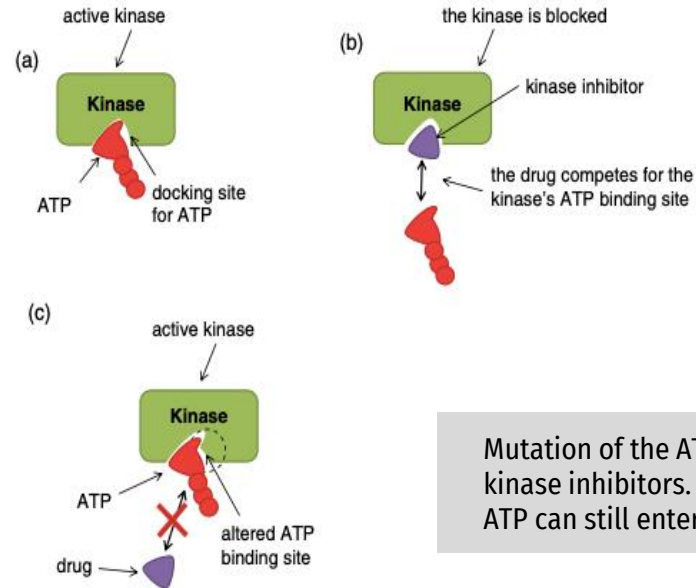 active kinase
(a)
Kinase
ATP
docking site
for ATP
the kinase is blocked
(b)
kinase inhibitor
Kinase
the drug competes for the
kinase's ATP binding site
(c)
active kinase
Kinase
ATP
altered ATP
binding site
drug
Mutation of the AT
kinase inhibitors.
ATP can still enter